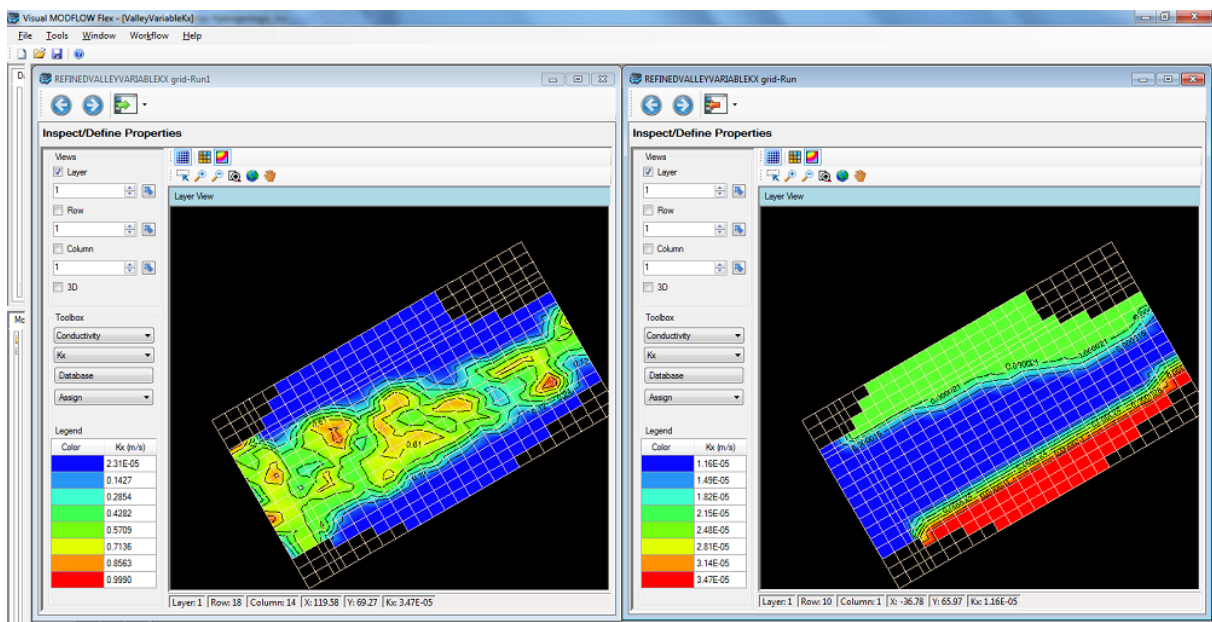 Visual MODFLOW Flex - [ValleyVariableKx]
File Tools Window Workflow Help
REFINEDVALLEYVARIABLEKX grid-Run1
Inspect/Define Properties
Views
Layer
1
Row
1
Column
1
3D
Toolbox
Conductivity
Kx
Database
Assign
Legend
Color Kx (m/s)
2.31E-05
0.1427
0.2854
0.4282
0.5709
0.7136
0.8563
0.9990
Layer View
0.61
Layer: 1 Row: 18 Column: 14 X: 119.58 Y: 69.27 Kx: 3.47E-05
REFINEDVALLEYVARIABLEKX grid-Run
Inspect/Define Properties
Views
Layer
1
Row
1
Column
1
3D
Toolbox
Conductivity
Kx
Database
Assign
Legend
Color Kx (m/s)
1.16E-05
1.49E-05
1.82E-05
2.15E-05
2.48E-05
2.81E-05
3.14E-05
3.47E-05
Layer View
0.000021
0.000021
Layer: 1 Row: 10 Column: 1 X: -36.78 Y: 65.97 Kx: 1.16E-05